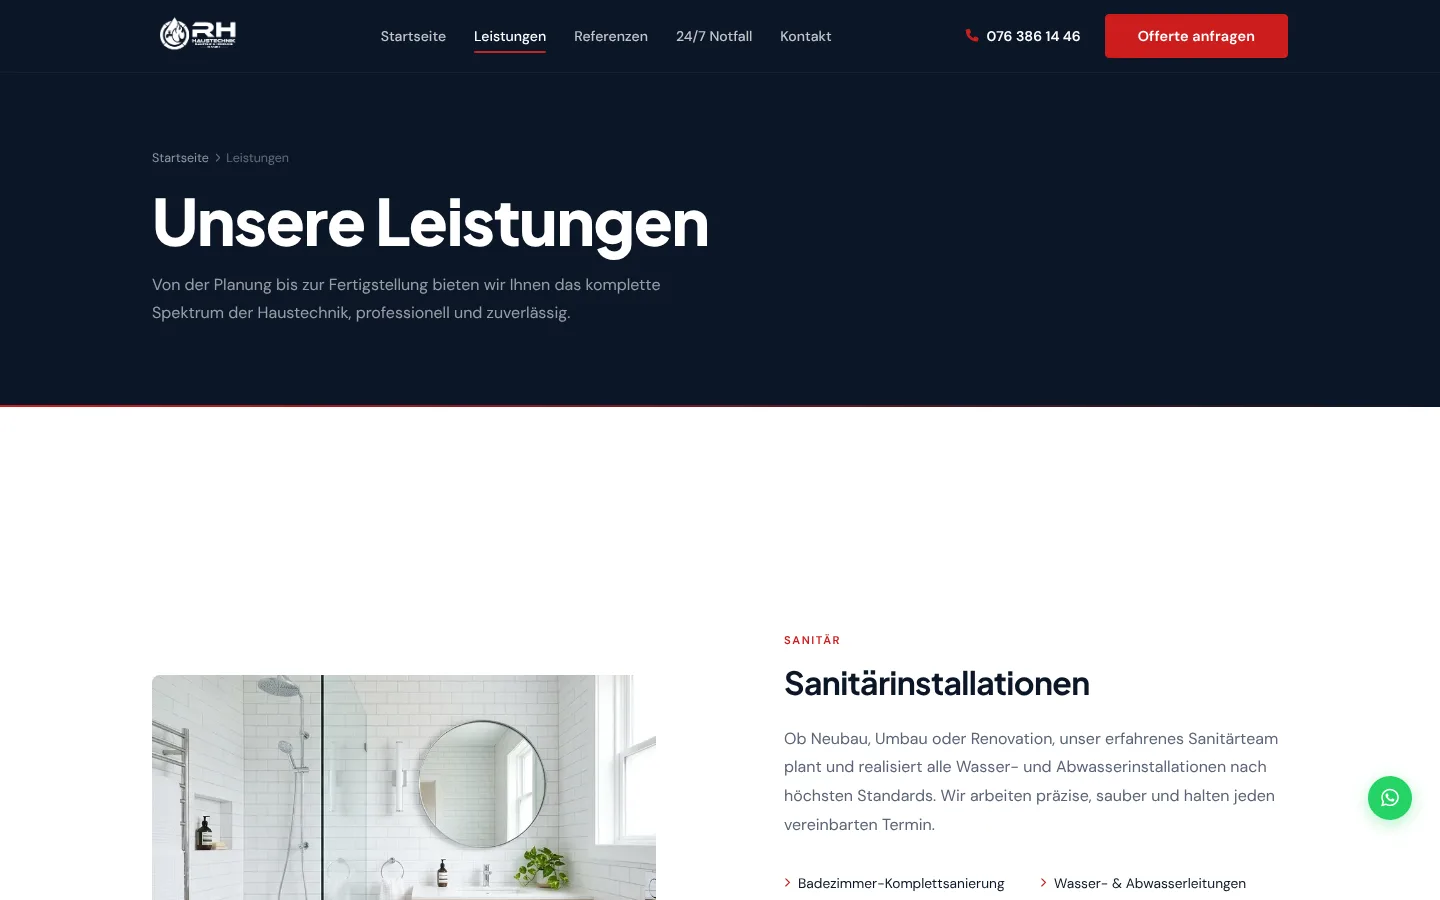 RH
HAUSTECHNIK
Startseite
Leistungen
Referenzen
24/7 Notfall
Kontakt
076 386 14 46
Offerte anfragen
Startseite
Leistungen
Unsere Leistungen
Von der Planung bis zur Fertigstellung bieten wir Ihnen das komplette
Spektrum der Haustechnik, professionell und zuverlässig.
SANITÄR
Sanitärinstallationen
Ob Neubau, Umbau oder Renovation, unser erfahrenes Sanitärteam
plant und realisiert alle Wasser- und Abwasserinstallationen nach
höchsten Standards. Wir arbeiten präzise, sauber und halten jeden
vereinbarten Termin.
Badezimmer-Komplettsanierung
Wasser- & Abwasserleitungen